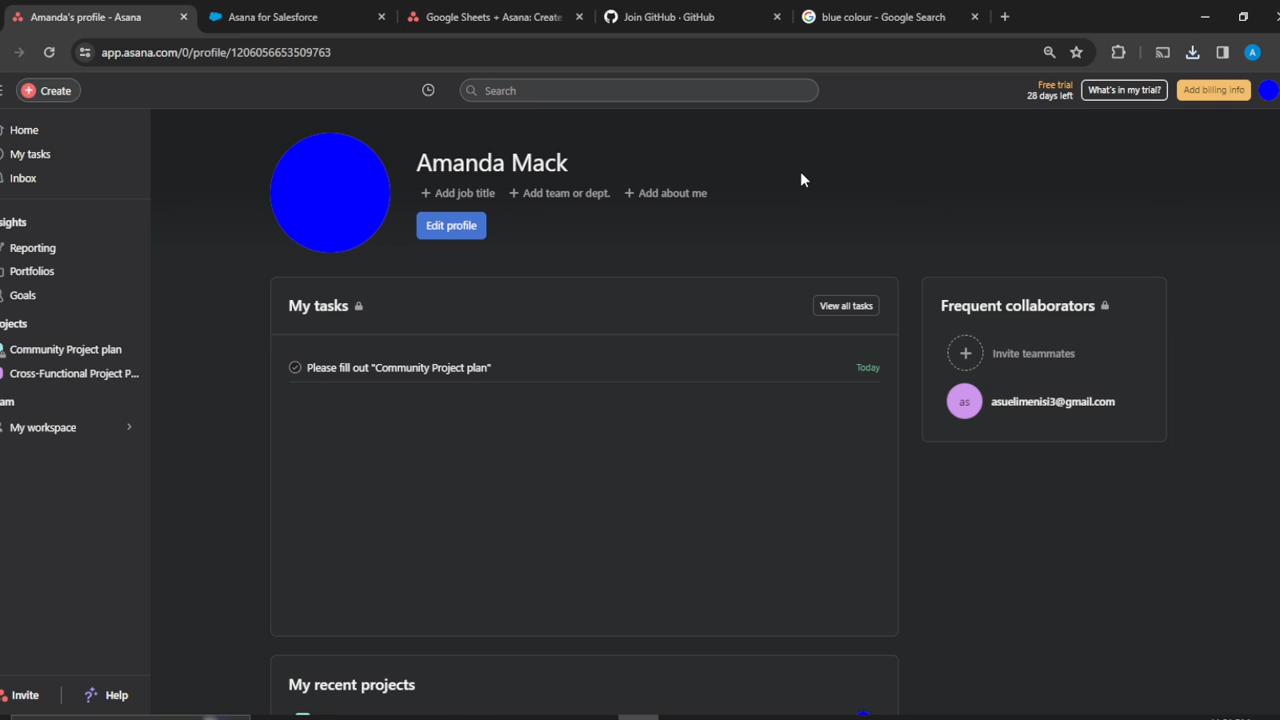 Amanda's profile - Asana
Asana for Salesforce
Google Sheets + Asana: Create
Join GitHub · GitHub
blue colour - Google Search
app.asana.com/0/profile/1206056653509763
A
Create
Search
Free trial
28 days left
What's in my trial?
Add billing info
Home
My tasks
Inbox
sights
Reporting
Portfolios
Goals
ojects
Community Project plan
Cross-Functional Project P...
am
My workspace
Invite
Help
Amanda Mack
+ Add job title + Add team or dept. + Add about me
Edit profile
My tasks
View all tasks
Please fill out "Community Project plan"
Today
Frequent collaborators
Invite teammates
as
asuelimenisi3@gmail.com
My recent projects